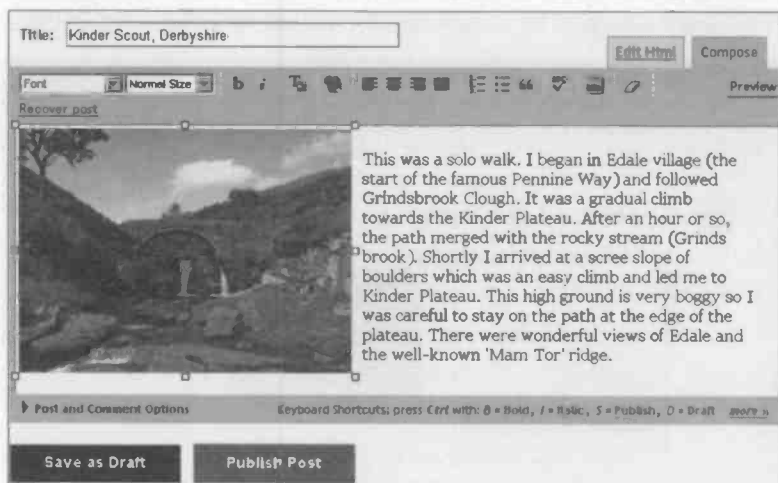 Title: Kinder Scout, Derbyshire
Edit Html Compose
Font Normal Size b i Preview
Recover post
This was a solo walk. I began in Edale village (the
start of the famous Pennine Way) and followed
Grindsbrook Clough. It was a gradual climb
towards the Kinder Plateau. After an hour or so,
the path merged with the rocky stream (Grinds
brook). Shortly I arrived at a scree slope of
boulders which was an easy climb and led me to
Kinder Plateau. This high ground is very boggy so I
was careful to stay on the path at the edge of the
plateau. There were wonderful views of Edale and
the well-known 'Mam Tor' ridge.
Post and Comment Options Keyboard Shortcuts: press Ctrl with: B = Bold, I = Italic, S = Publish, D = Draft more »
Save as Draft Publish Post